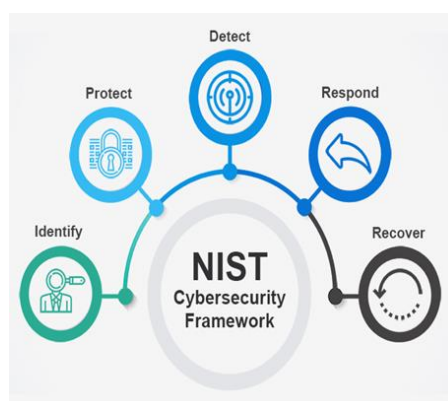 Detect
Protect
Respond
Identify
Recover
NIST
Cybersecurity
Framework